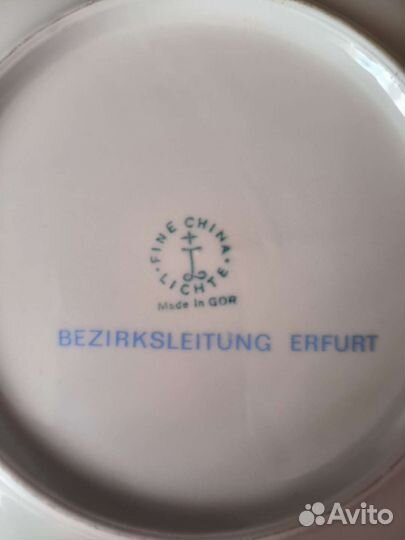 FINE CHINA
LICHTE
Made in GDR
BEZIRKSLEITUNG ERFURT
Avito